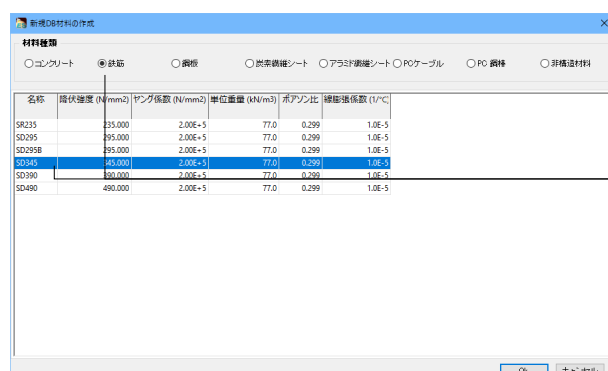 新規DB材料の作成
材料種類
コンクリート 鉄筋 鋼板 炭素繊維シート アラミド繊維シート PCケーブル PC 鋼棒 非構造材料
名称 降伏強度 (N/mm2) ヤング係数 (N/mm2) 単位重量 (kN/m3) ポアソン比 線膨張係数 (1/℃)
SR235 235.000 2.00E+5 77.0 0.299 1.0E-5
SD295 295.000 2.00E+5 77.0 0.299 1.0E-5
SD295B 295.000 2.00E+5 77.0 0.299 1.0E-5
SD345 345.000 2.00E+5 77.0 0.299 1.0E-5
SD390 390.000 2.00E+5 77.0 0.299 1.0E-5
SD490 490.000 2.00E+5 77.0 0.299 1.0E-5
Ok キャンセル